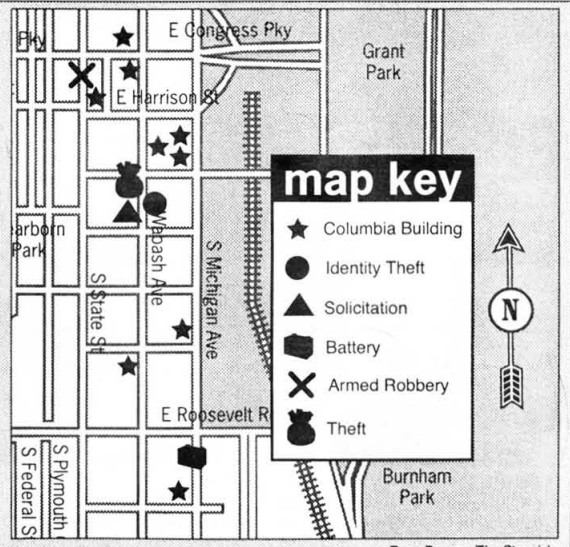 Pky
E Congress Pky
Grant
Park
E Harrison St
map key
Columbia Building
Identity Theft
Solicitation
Battery
Armed Robbery
Theft
N
earborn
Park
S State St
Wabash Ave
S Michigan Ave
E Roosevelt R
S Federal St
S Plymouth
Burnham
Park